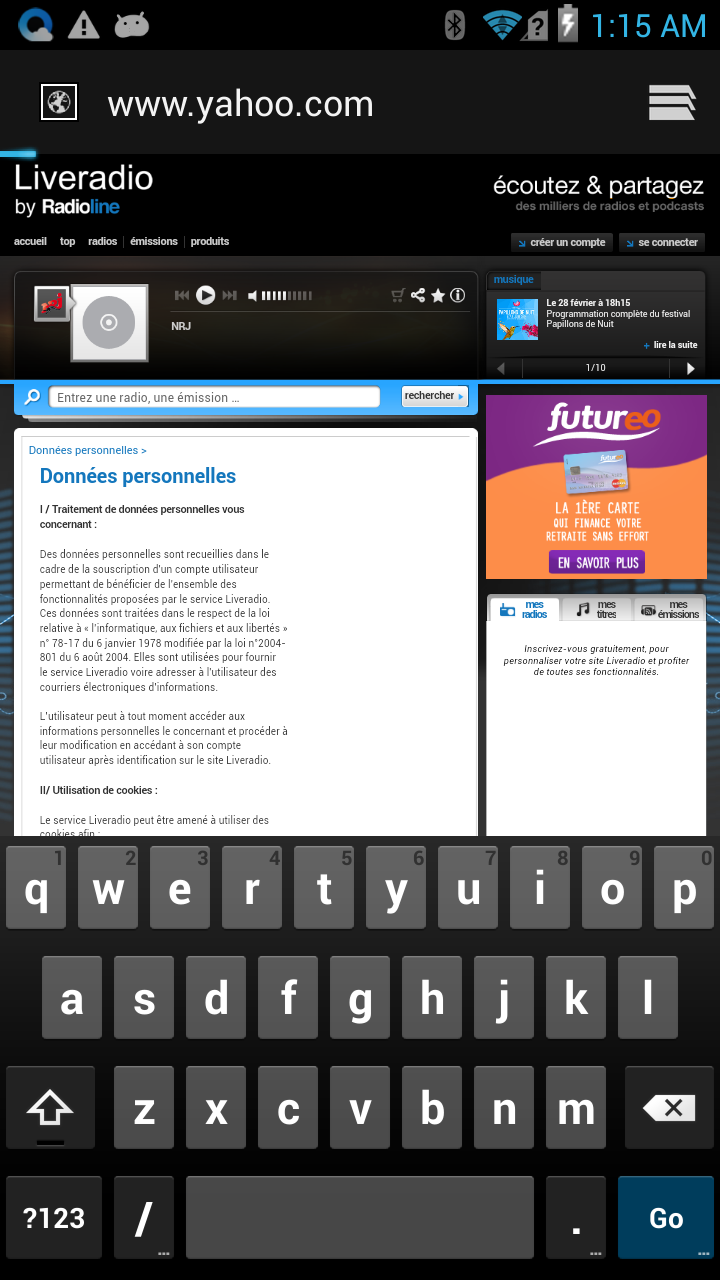 1:15 AM
www.yahoo.com
Liveradio
by Radioline
écoutez & partagez
des milliers de radios et podcasts
accueil top radios émissions produits
créer un compte se connecter
NRJ
musique
Le 28 février à 18h15
Programmation complète du festival
Papillons de Nuit
+ lire la suite
1/10
Entrez une radio, une émission ...
rechercher
Données personnelles >
Données personnelles
I / Traitement de données personnelles vous
concernant :
Des données personnelles sont recueillies dans le
cadre de la souscription d'un compte utilisateur
permettant de bénéficier de l'ensemble des
fonctionnalités proposées par le service Liveradio.
Ces données sont traitées dans le respect de la loi
relative à « l'informatique, aux fichiers et aux libertés »
n° 78-17 du 6 janvier 1978 modifiée par la loi n°2004-
801 du 6 août 2004. Elles sont utilisées pour fournir
le service Liveradio voire adresser à l'utilisateur des
courriers électroniques d'informations.
L'utilisateur peut à tout moment accéder aux
informations personnelles le concernant et procéder à
leur modification en accédant à son compte
utilisateur après identification sur le site Liveradio.
II/ Utilisation de cookies :
Le service Liveradio peut être amené à utiliser des
cookies afin :
futureo
futureo
LA 1ÈRE CARTE
QUI FINANCE VOTRE
RETRAITE SANS EFFORT
EN SAVOIR PLUS
mes
radios
mes
titres
mes
émissions
Inscrivez-vous gratuitement, pour
personnaliser votre site Liveradio et profiter
de toutes ses fonctionnalités.
1 2 3 4 5 6 7 8 9 0
q w e r t y u i o p
a s d f g h j k l
z x c v b n m
?123 / . Go